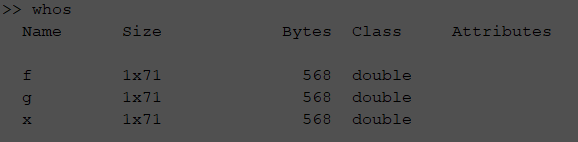 >> whos
Name Size Bytes Class Attributes
f 1x71 568 double
g 1x71 568 double
x 1x71 568 double